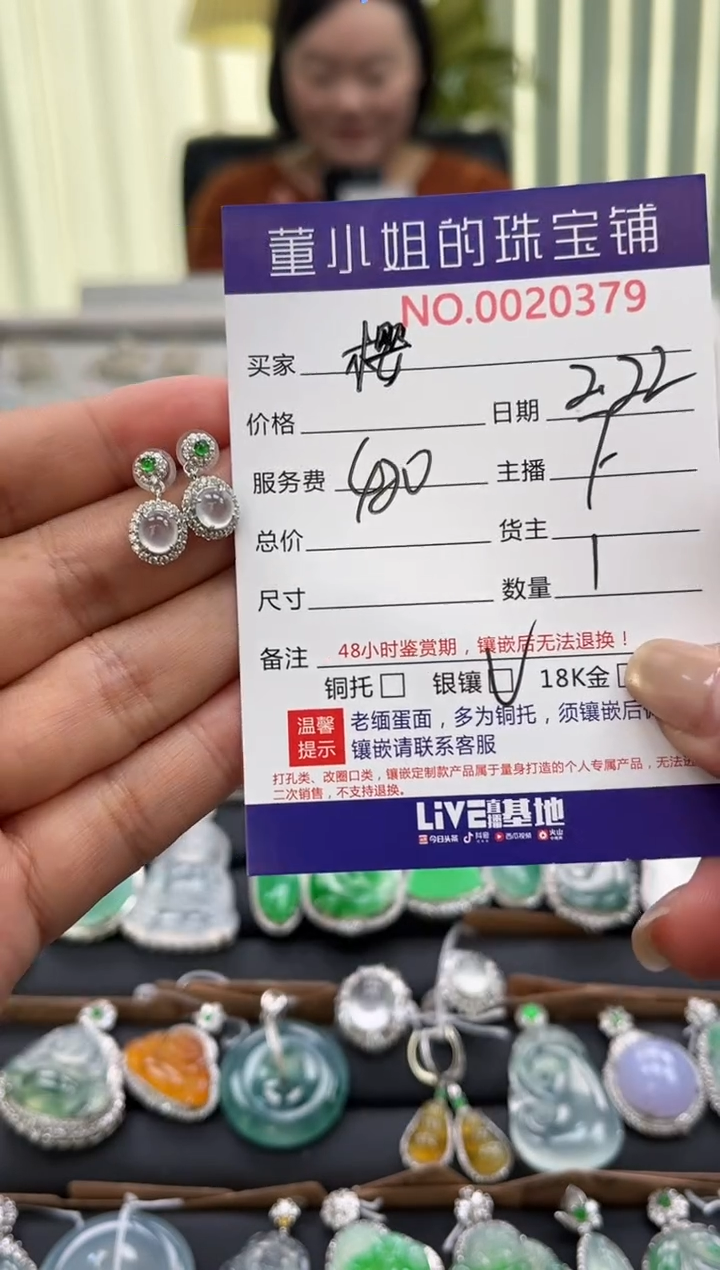 董小姐的珠宝铺
NO.0020379
买家 樱
价格 日期 2.22
服务费 主播
总价 货主
尺寸 数量 1
备注 48小时鉴赏期，镶嵌后无法退换！
铜托 银镶 18K金
温馨提示 老缅蛋面，多为铜托，须镶嵌后
镶嵌请联系客服
打孔类、改圈口类，镶嵌定制款产品属于量身打造的个人专属产品，无法进
二次销售，不支持退换。
LiVE直播基地
今日头条 抖音 西瓜视频 火山